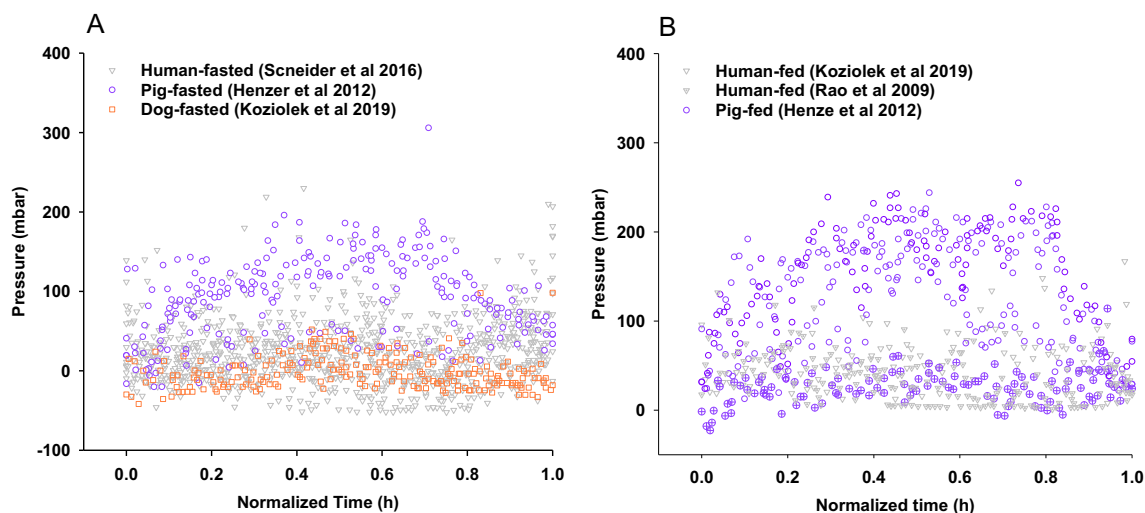 A
400
300
200
100
0
-100
Pressure (mbar)
Human-fasted (Scneider et al 2016)
Pig-fasted (Henzer et al 2012)
Dog-fasted (Koziolek et al 2019)
0.0 0.2 0.4 0.6 0.8 1.0
Normalized Time (h)
B
400
300
200
100
0
Pressure (mbar)
Human-fed (Koziolek et al 2019)
Human-fed (Rao et al 2009)
Pig-fed (Henze et al 2012)
0.0 0.2 0.4 0.6 0.8 1.0
Normalized time (h)